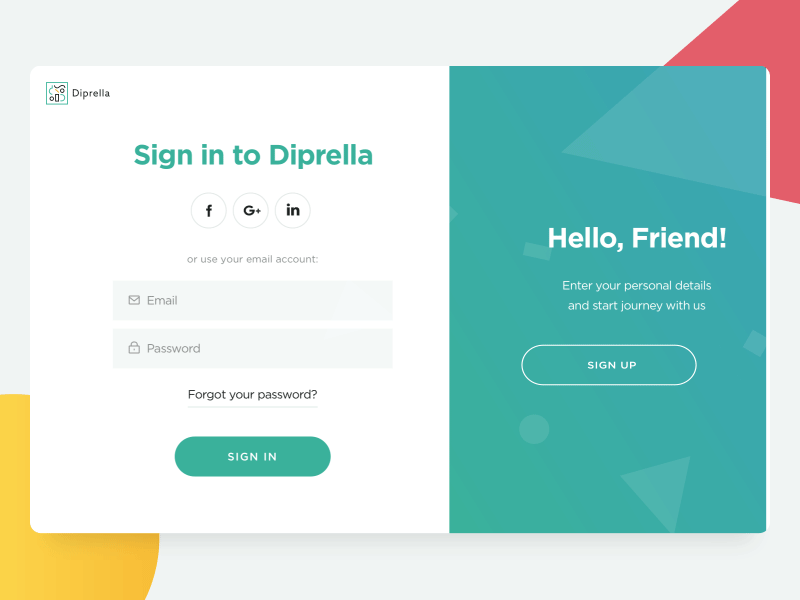 Diprella
Sign in to Diprella
f
G+
in
or use your email account:
Email
Password
Forgot your password?
SIGN IN
Hello, Friend!
Enter your personal details
and start journey with us
SIGN UP